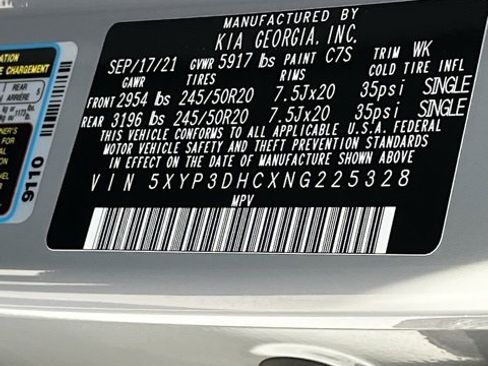 MANUFACTURED BY
KIA GEORGIA, INC.
SEP/17/21 GVWR 5917 lbs PAINT C7S TRIM WK
GAWR TIRES RIMS COLD TIRE INFL
FRONT 2954 lbs 245/50R20 7.5Jx20 35psi SINGLE
REAR 3196 lbs 245/50R20 7.5Jx20 35psi SINGLE
THIS VEHICLE CONFORMS TO ALL APPLICABLE U.S.A. FEDERAL
MOTOR VEHICLE SAFETY AND THEFT PREVENTION STANDARDS
IN EFFECT ON THE DATE OF MANUFACTURE SHOWN ABOVE
VIN 5XYP3DHCXNG225328
MPV
CHARGEMENT
REAR
ARRIÈRE
9110